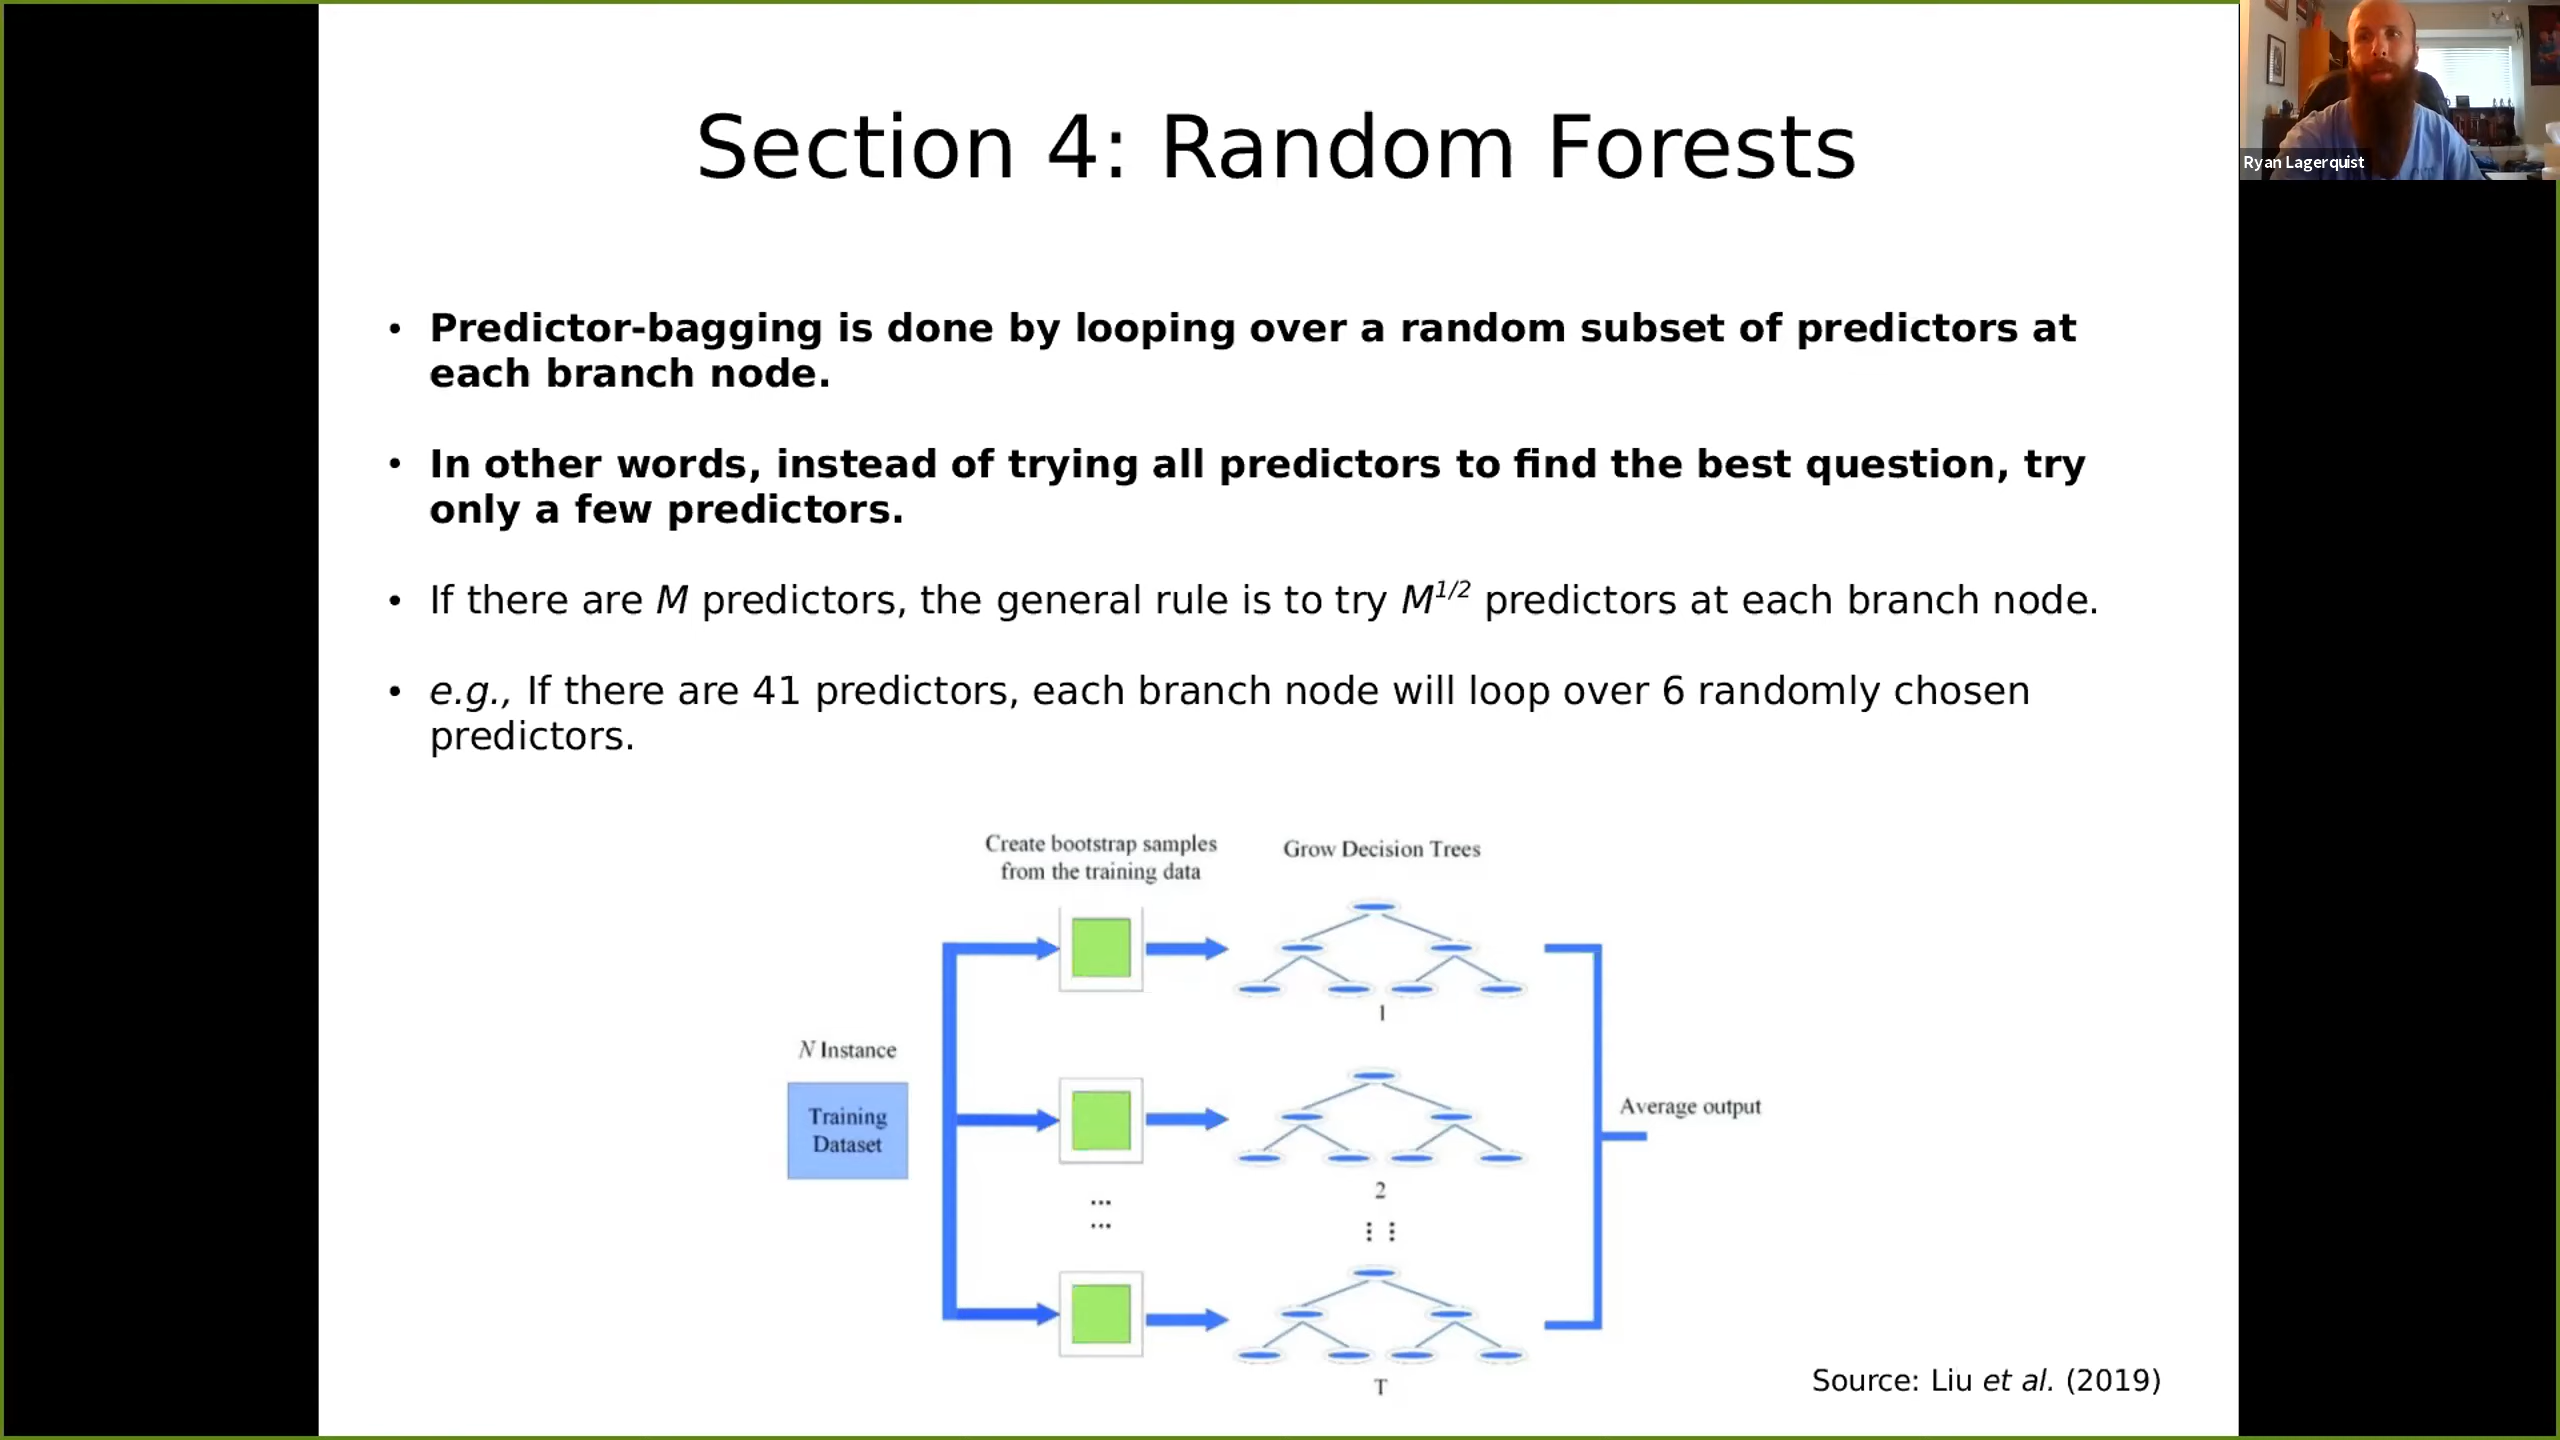 Section 4: Random Forests
Ryan Lagerquist
• Predictor-bagging is done by looping over a random subset of predictors at
each branch node.
• In other words, instead of trying all predictors to find the best question, try
only a few predictors.
• If there are M predictors, the general rule is to try M^1/2 predictors at each branch node.
• e.g., If there are 41 predictors, each branch node will loop over 6 randomly chosen
predictors.
Create bootstrap samples
from the training data
Grow Decision Trees
1
N Instance
Training
Dataset
Average output
2
...
...
T
Source: Liu et al. (2019)